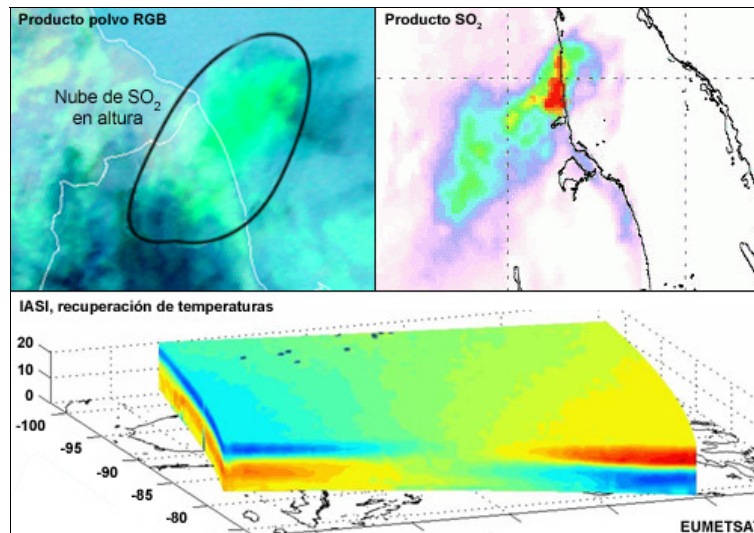 Producto polvo RGB
Nube de SO₂
en altura
Producto SO₂
IASI, recuperación de temperaturas
20
10
0
-100
-95
-90
-85
-80
EUMETSAT